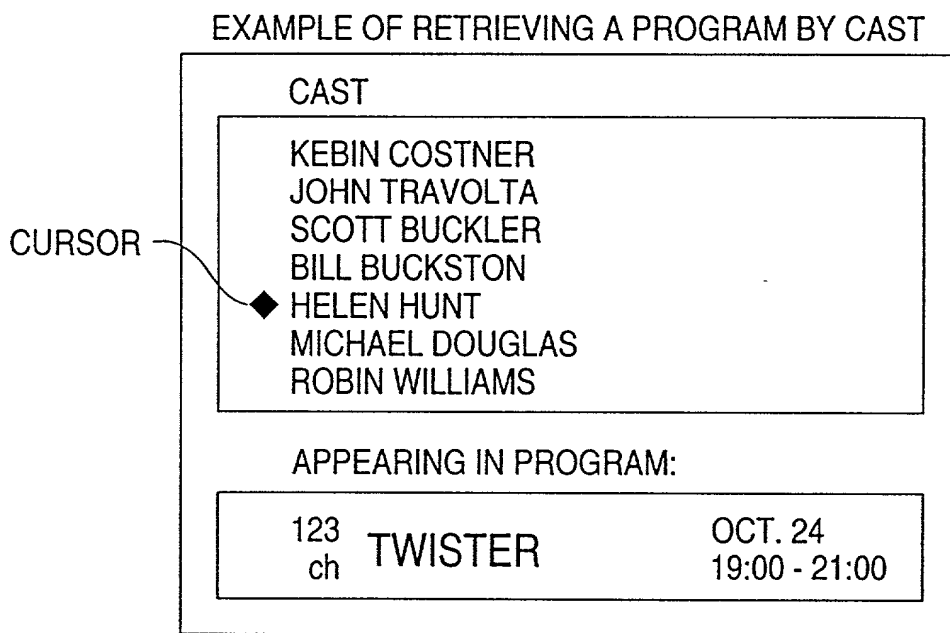 EXAMPLE OF RETRIEVING A PROGRAM BY CAST
CAST
KEBIN COSTNER
JOHN TRAVOLTA
SCOTT BUCKLER
BILL BUCKSTON
CURSOR
HELEN HUNT
MICHAEL DOUGLAS
ROBIN WILLIAMS
APPEARING IN PROGRAM:
123 ch TWISTER OCT. 24
19:00 - 21:00